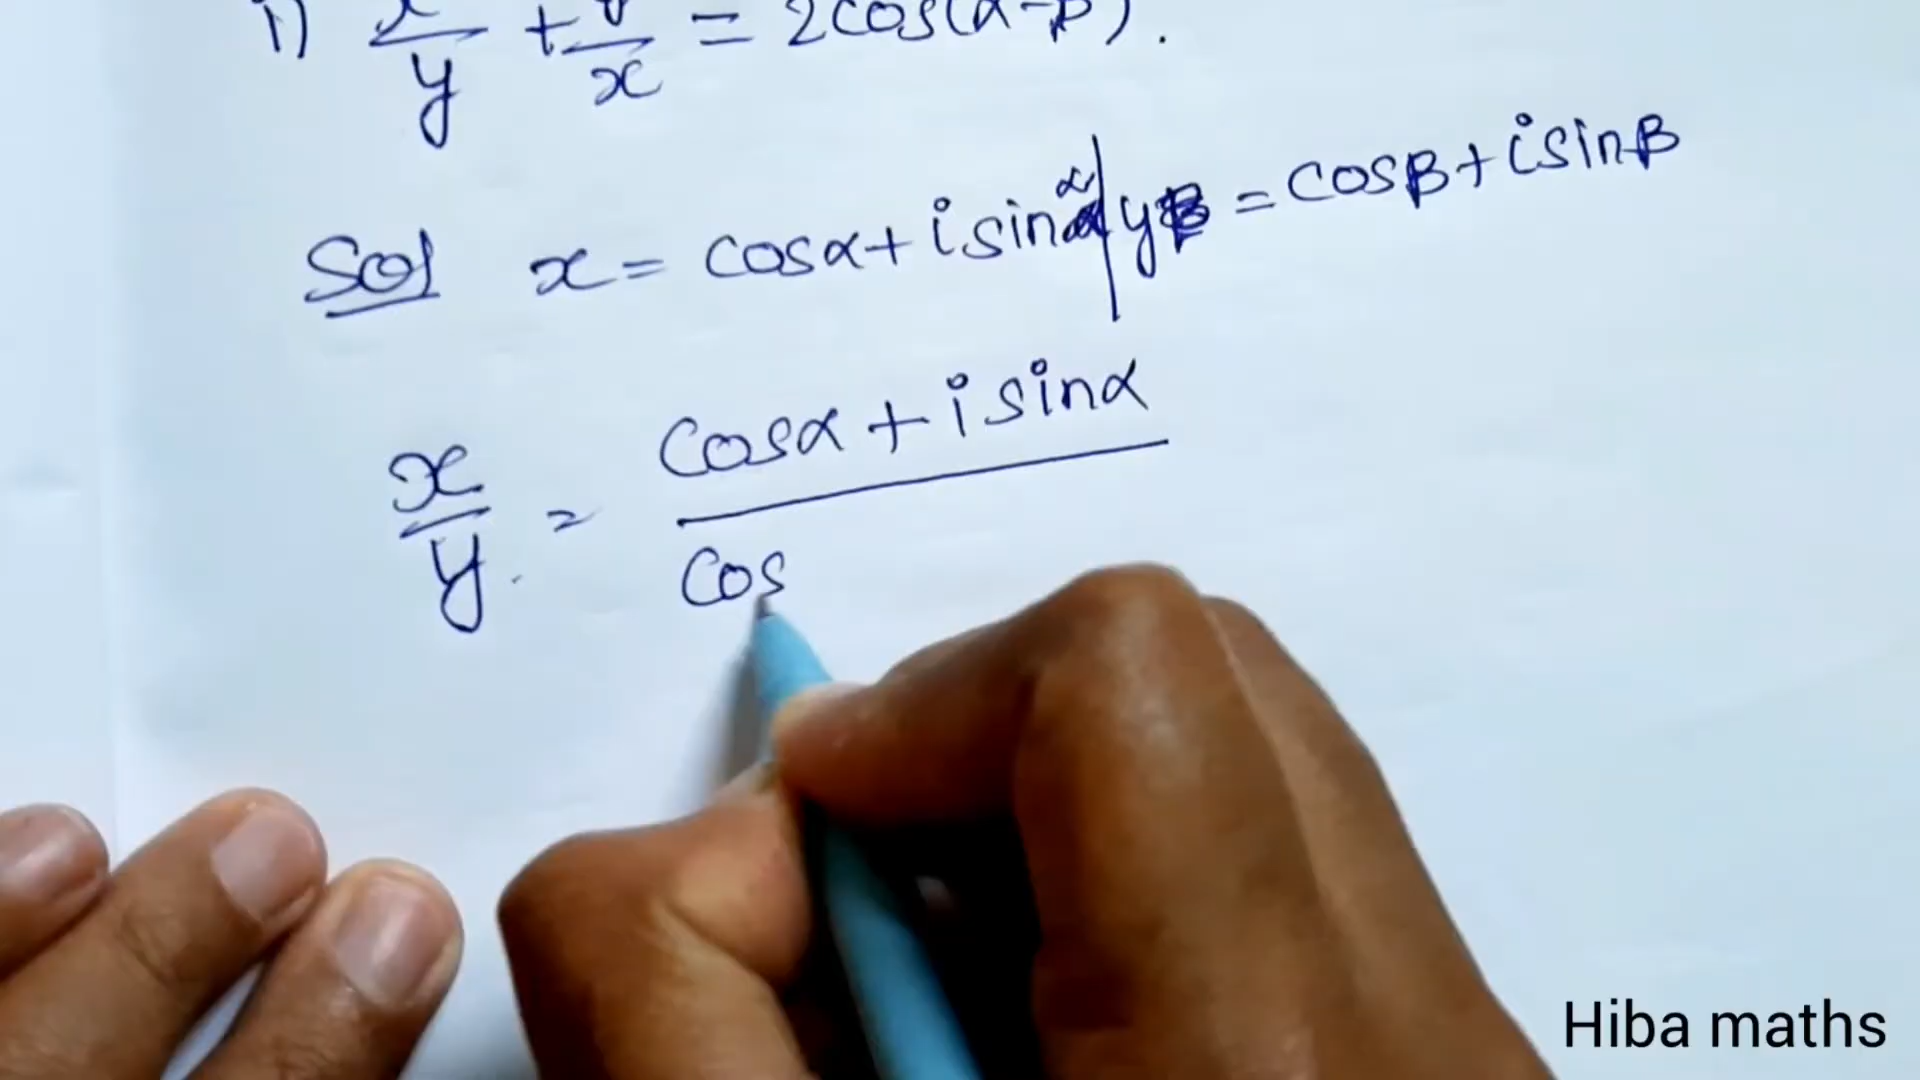 i) x/y + y/x = 2cos(α-β).
Sol x = cosα + i sinα | y = cosβ + i sinβ
x/y = cosα + i sinα / cos
Hiba maths